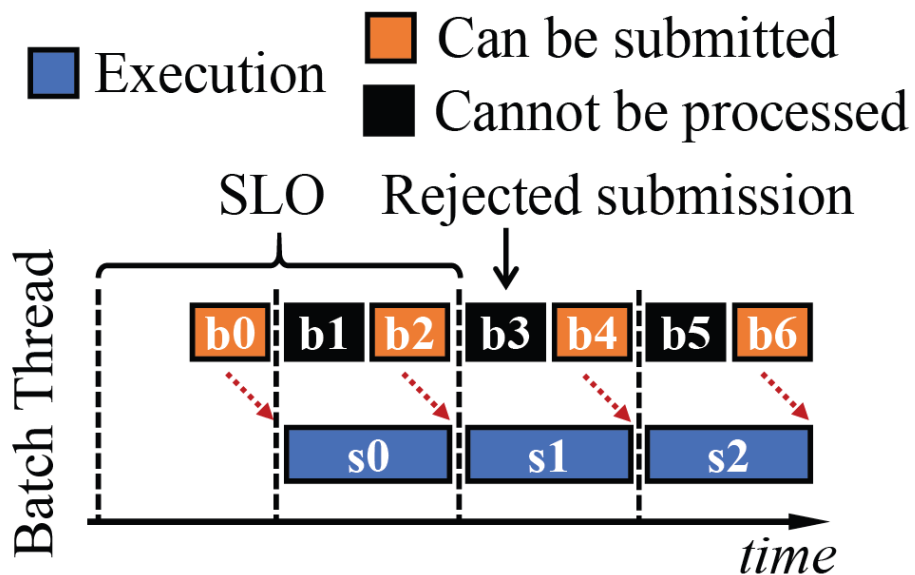 Execution
Can be submitted
Cannot be processed
SLO
Rejected submission
Batch Thread
b0
b1
b2
b3
b4
b5
b6
s0
s1
s2
time